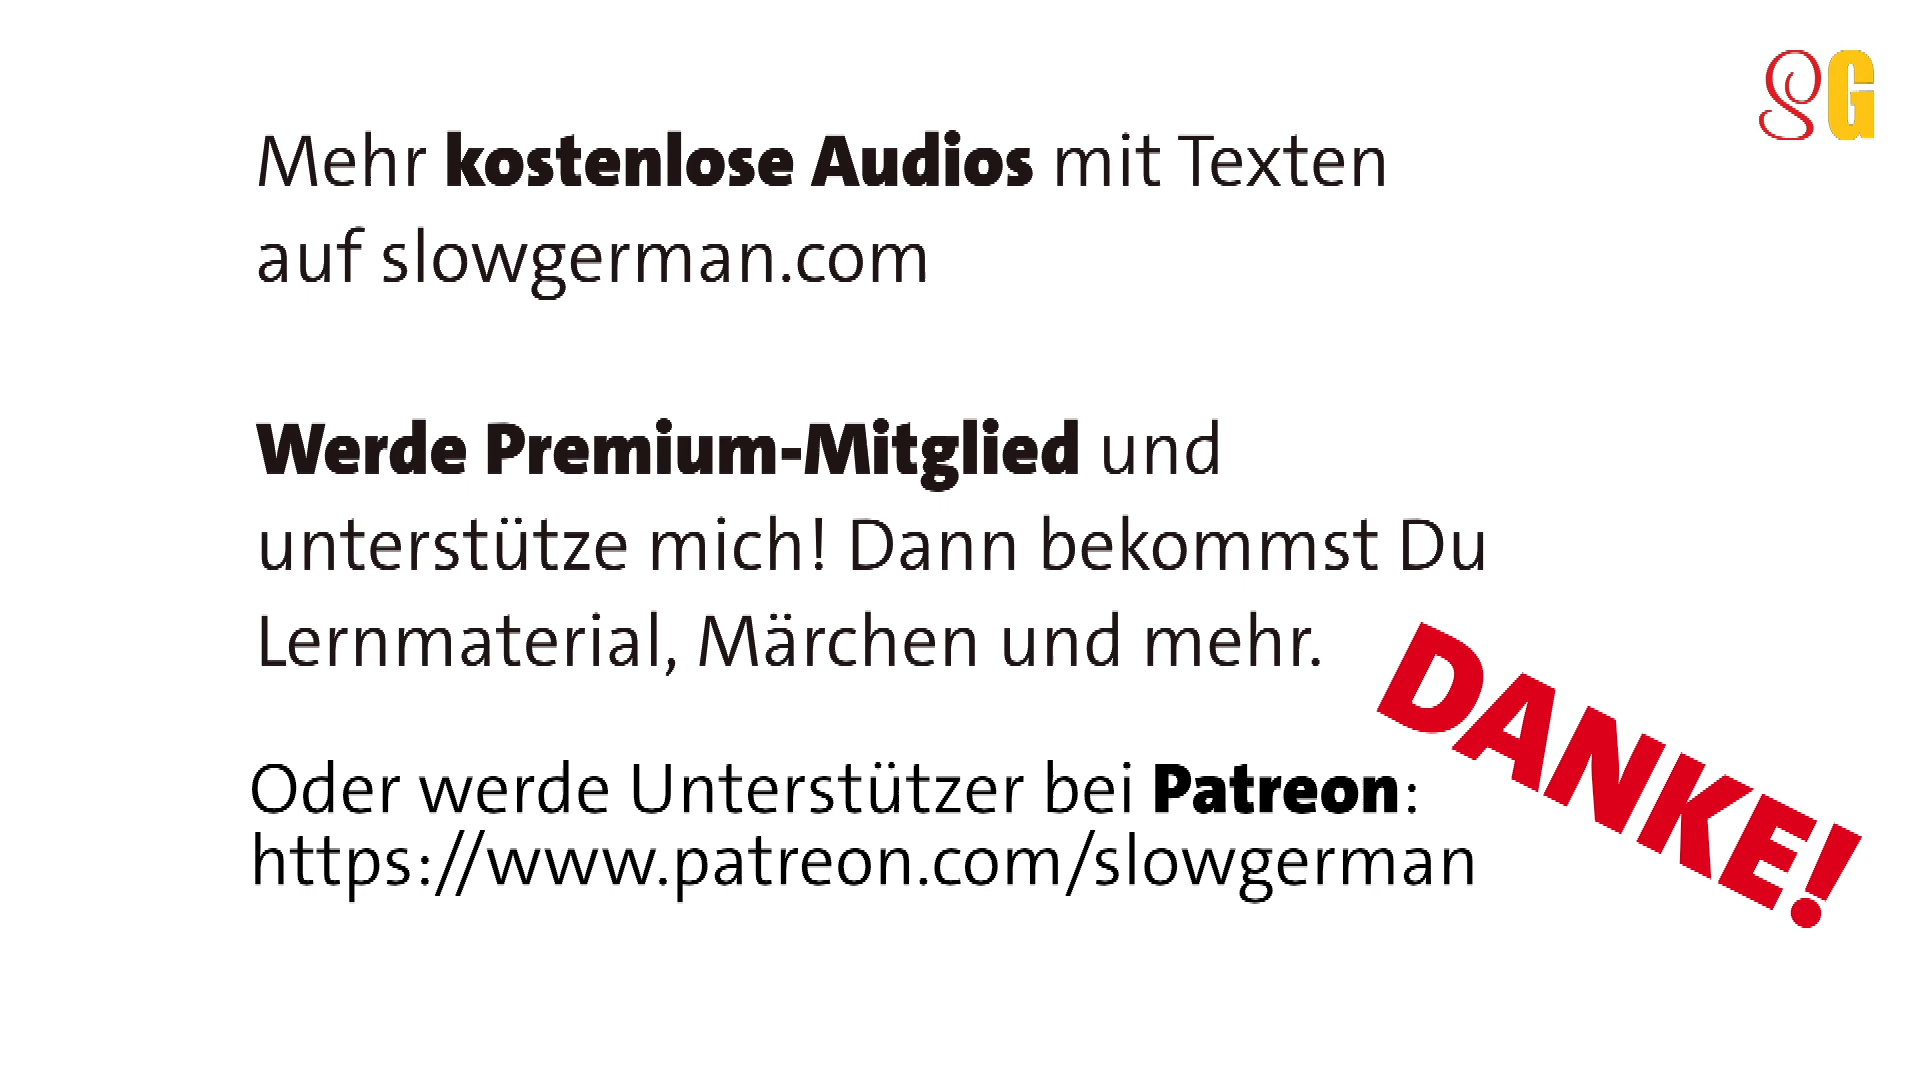 SG
Mehr kostenlose Audios mit Texten
auf slowgerman.com
Werde Premium-Mitglied und
unterstütze mich! Dann bekommst Du
Lernmaterial, Märchen und mehr.
DANKE!
Oder werde Unterstützer bei Patreon:
https://www.patreon.com/slowgerman